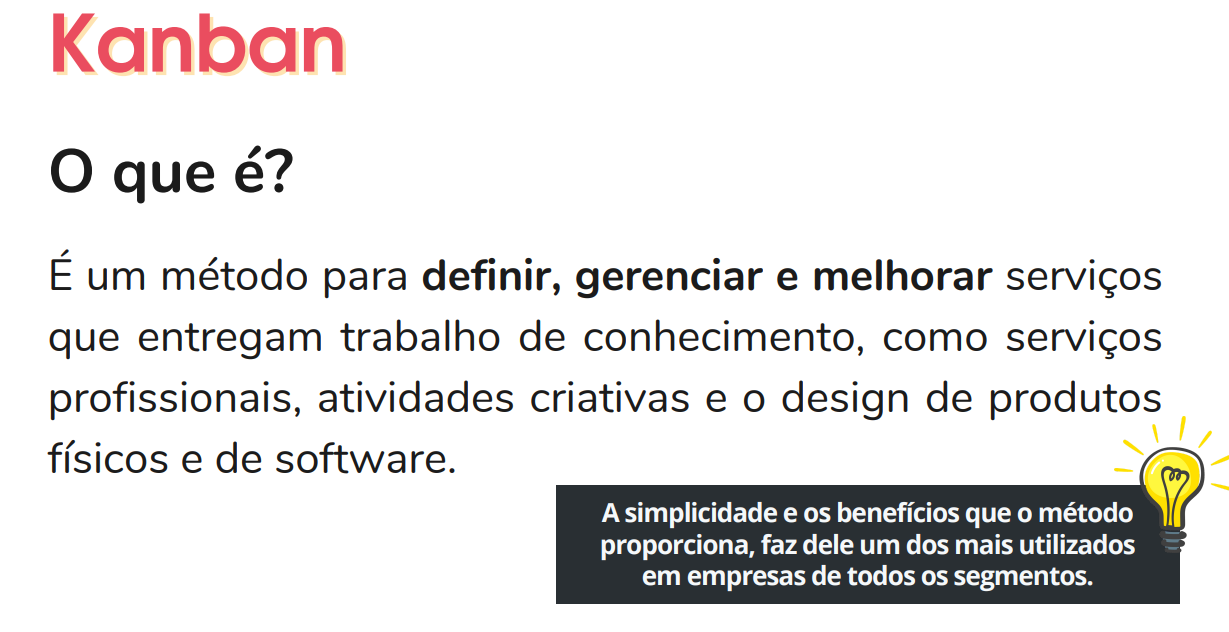 Kanban
O que é?
É um método para definir, gerenciar e melhorar serviços
que entregam trabalho de conhecimento, como serviços
profissionais, atividades criativas e o design de produtos
físicos e de software.
A simplicidade e os benefícios que o método
proporciona, faz dele um dos mais utilizados
em empresas de todos os segmentos.